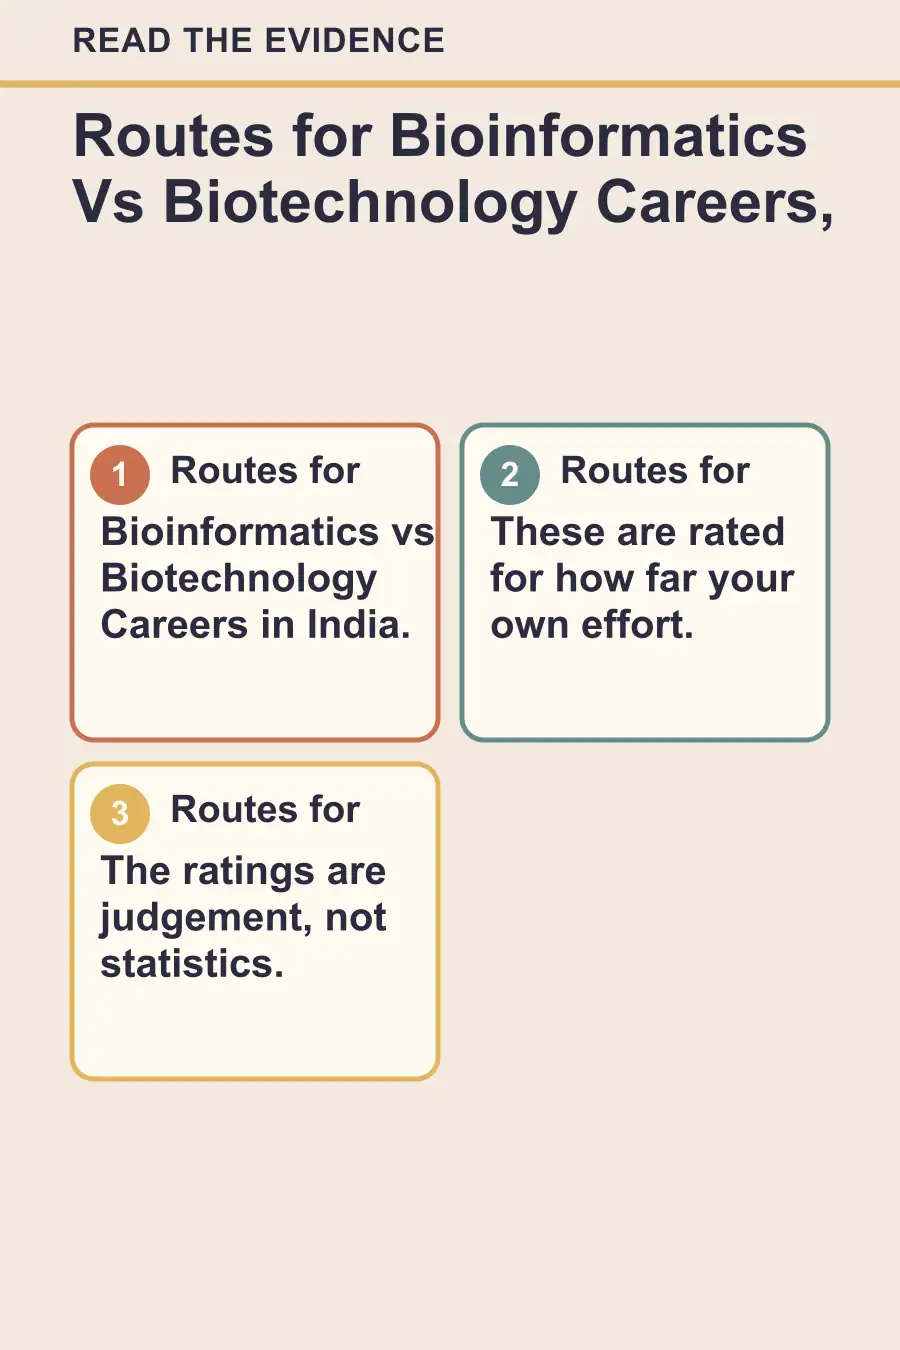 READ THE EVIDENCE
Routes for Bioinformatics
Vs Biotechnology Careers,
1 Routes for
Bioinformatics vs
Biotechnology
Careers in India.
2 Routes for
These are rated
for how far your
own effort.
3 Routes for
The ratings are
judgement, not
statistics.